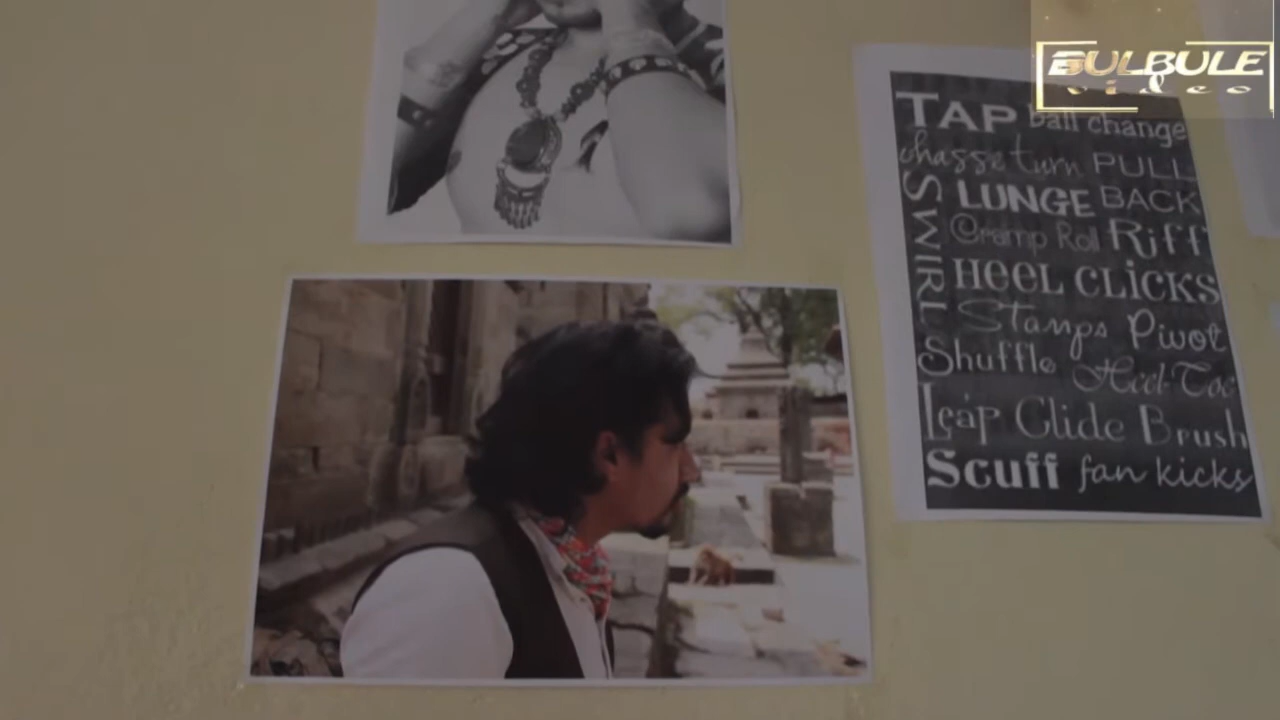 BULBULE
video
TAP ball change
chasse turn PULL
SWIRL
LUNGE BACK
Cramp Roll Riff
HEEL CLiCKS
Stamps Pivot
Shuffle Heel-Toe
Leap Glide Brush
Scuff fan kicks